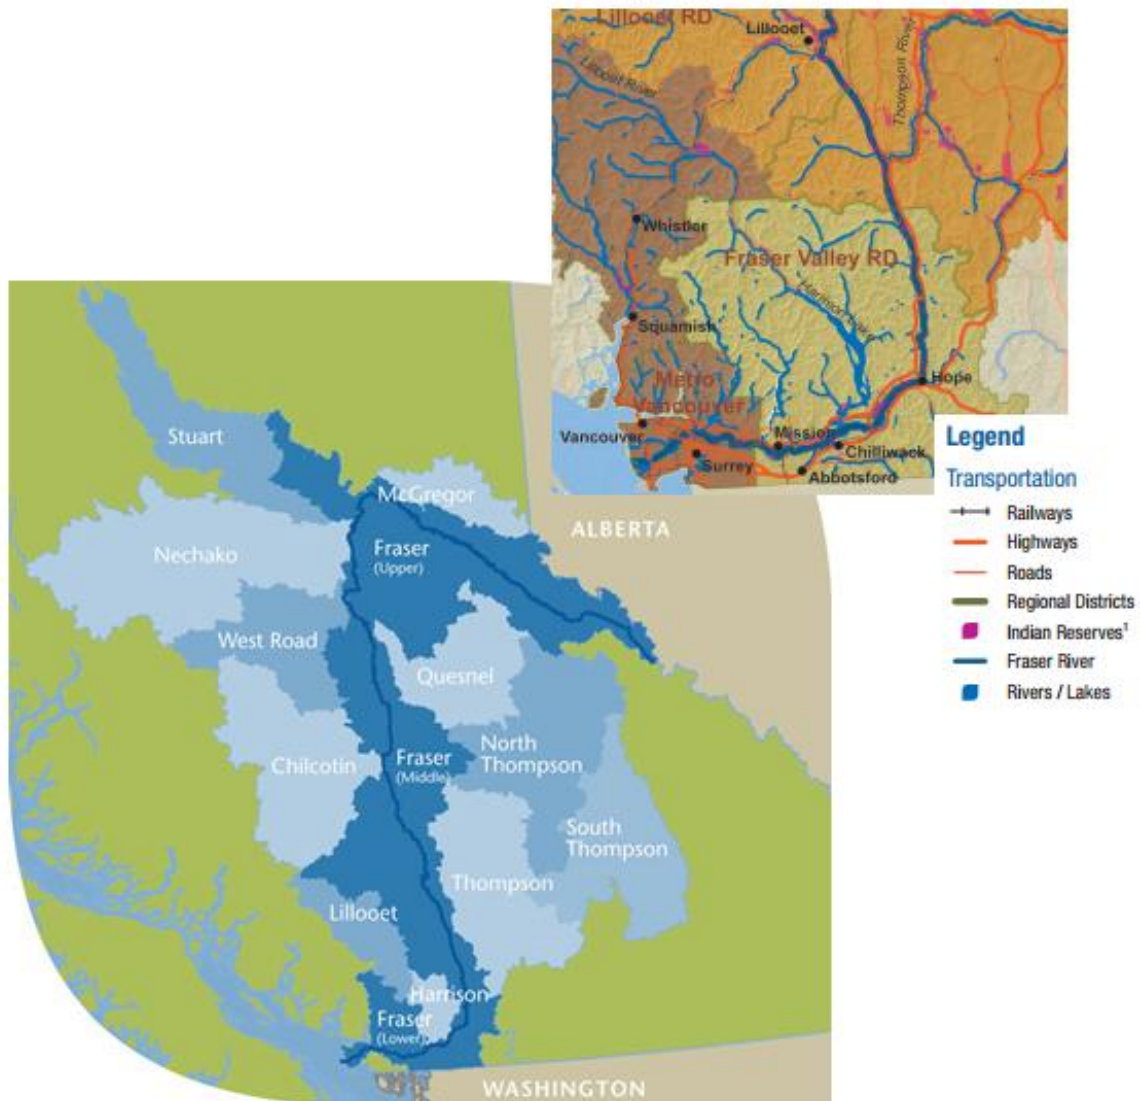 Lillooet RD
Lillooet
Thompson River
Lillooet River
Whistler
Fraser Valley RD
Harrison Lake
Squamish
Metro
Vancouver
Hope
Vancouver
Mission
Chilliwack
Surrey
Abbotsford
Legend
Transportation
Railways
Highways
Roads
Regional Districts
Indian Reserves¹
Fraser River
Rivers / Lakes
Stuart
McGregor
ALBERTA
Nechako
Fraser
(Upper)
West Road
Quesnel
Chilcotin
Fraser
(Middle)
North
Thompson
South
Thompson
Thompson
Lillooet
Harrison
Fraser
(Lower)
WASHINGTON